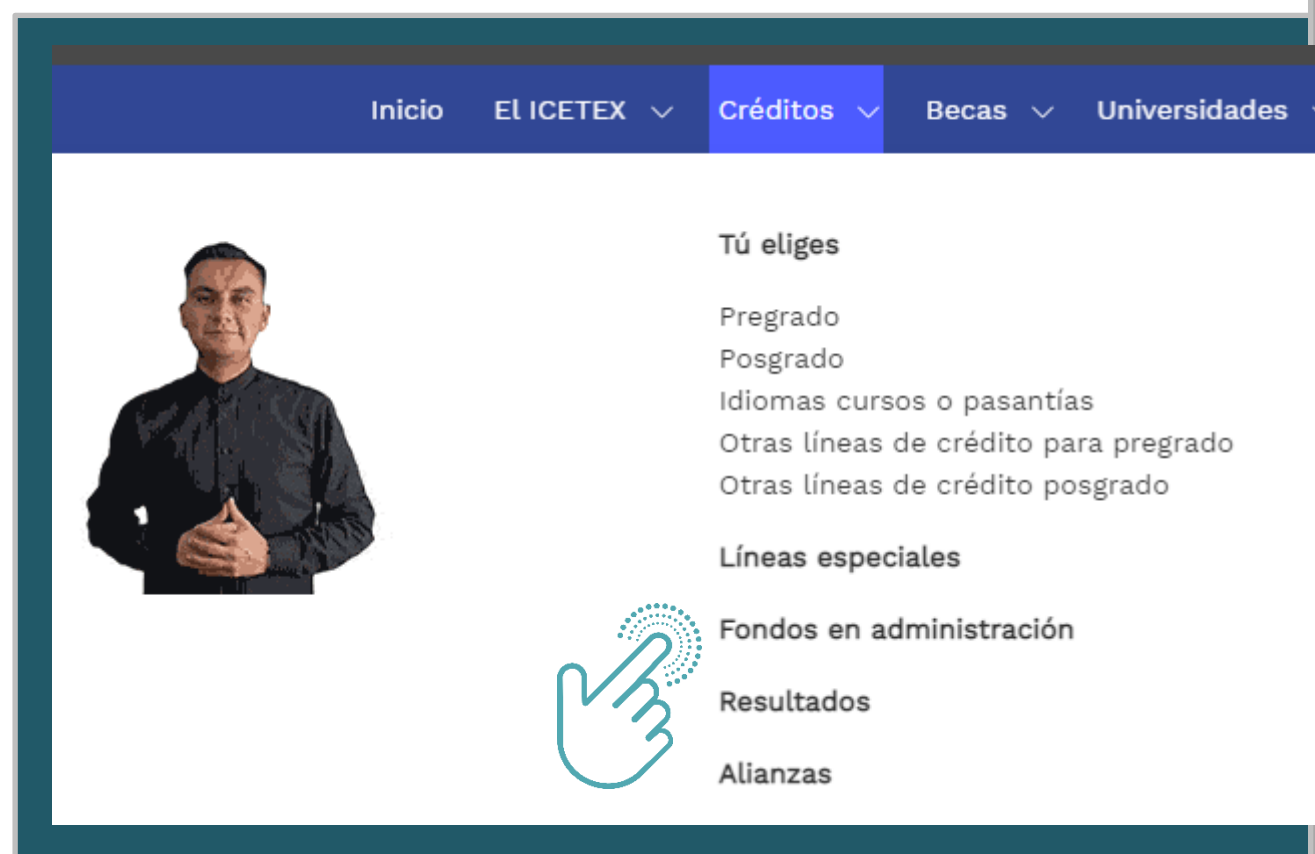 Inicio El ICETEX Créditos Becas Universidades
Tú eliges
Pregrado
Posgrado
Idiomas cursos o pasantías
Otras líneas de crédito para pregrado
Otras líneas de crédito posgrado
Líneas especiales
Fondos en administración
Resultados
Alianzas